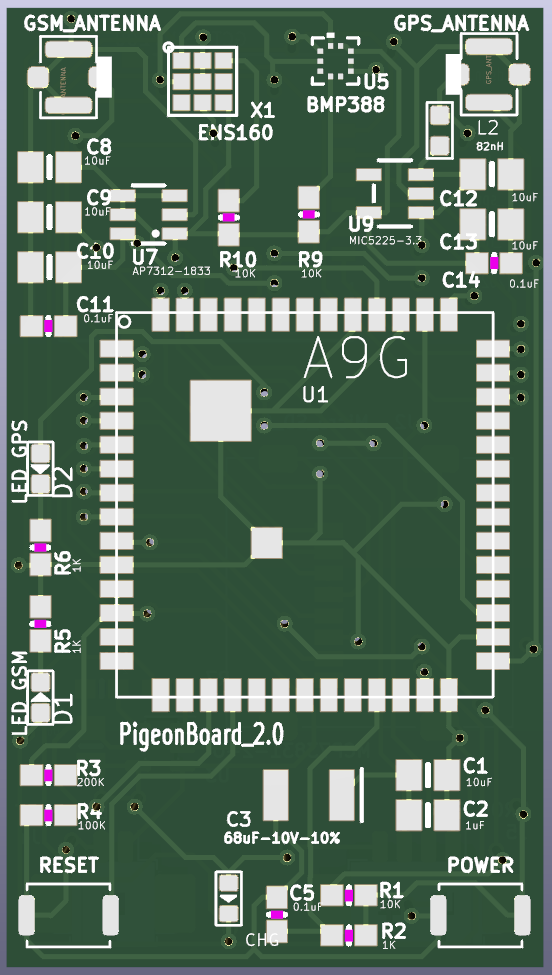 GSM_ANTENNA
GPS_ANTENNA
ANTENNA
GPS_ANT
U5
BMP388
X1
ENS160
L2
82nH
C8
10uF
C9
10uF
C10
10uF
C11
0.1uF
U7
AP7312-1833
R10
10K
R9
10K
U9
MIC5225-3.3
C12
10uF
C13
10uF
C14
0.1uF
A9G
U1
LED_GPS
D2
R6
1K
R5
1K
LED_GSM
D1
PigeonBoard_2.0
R3
200K
R4
100K
C3
68uF-10V-10%
C1
10uF
C2
1uF
RESET
POWER
C5
0.1uF
CHG
R1
10K
R2
1K